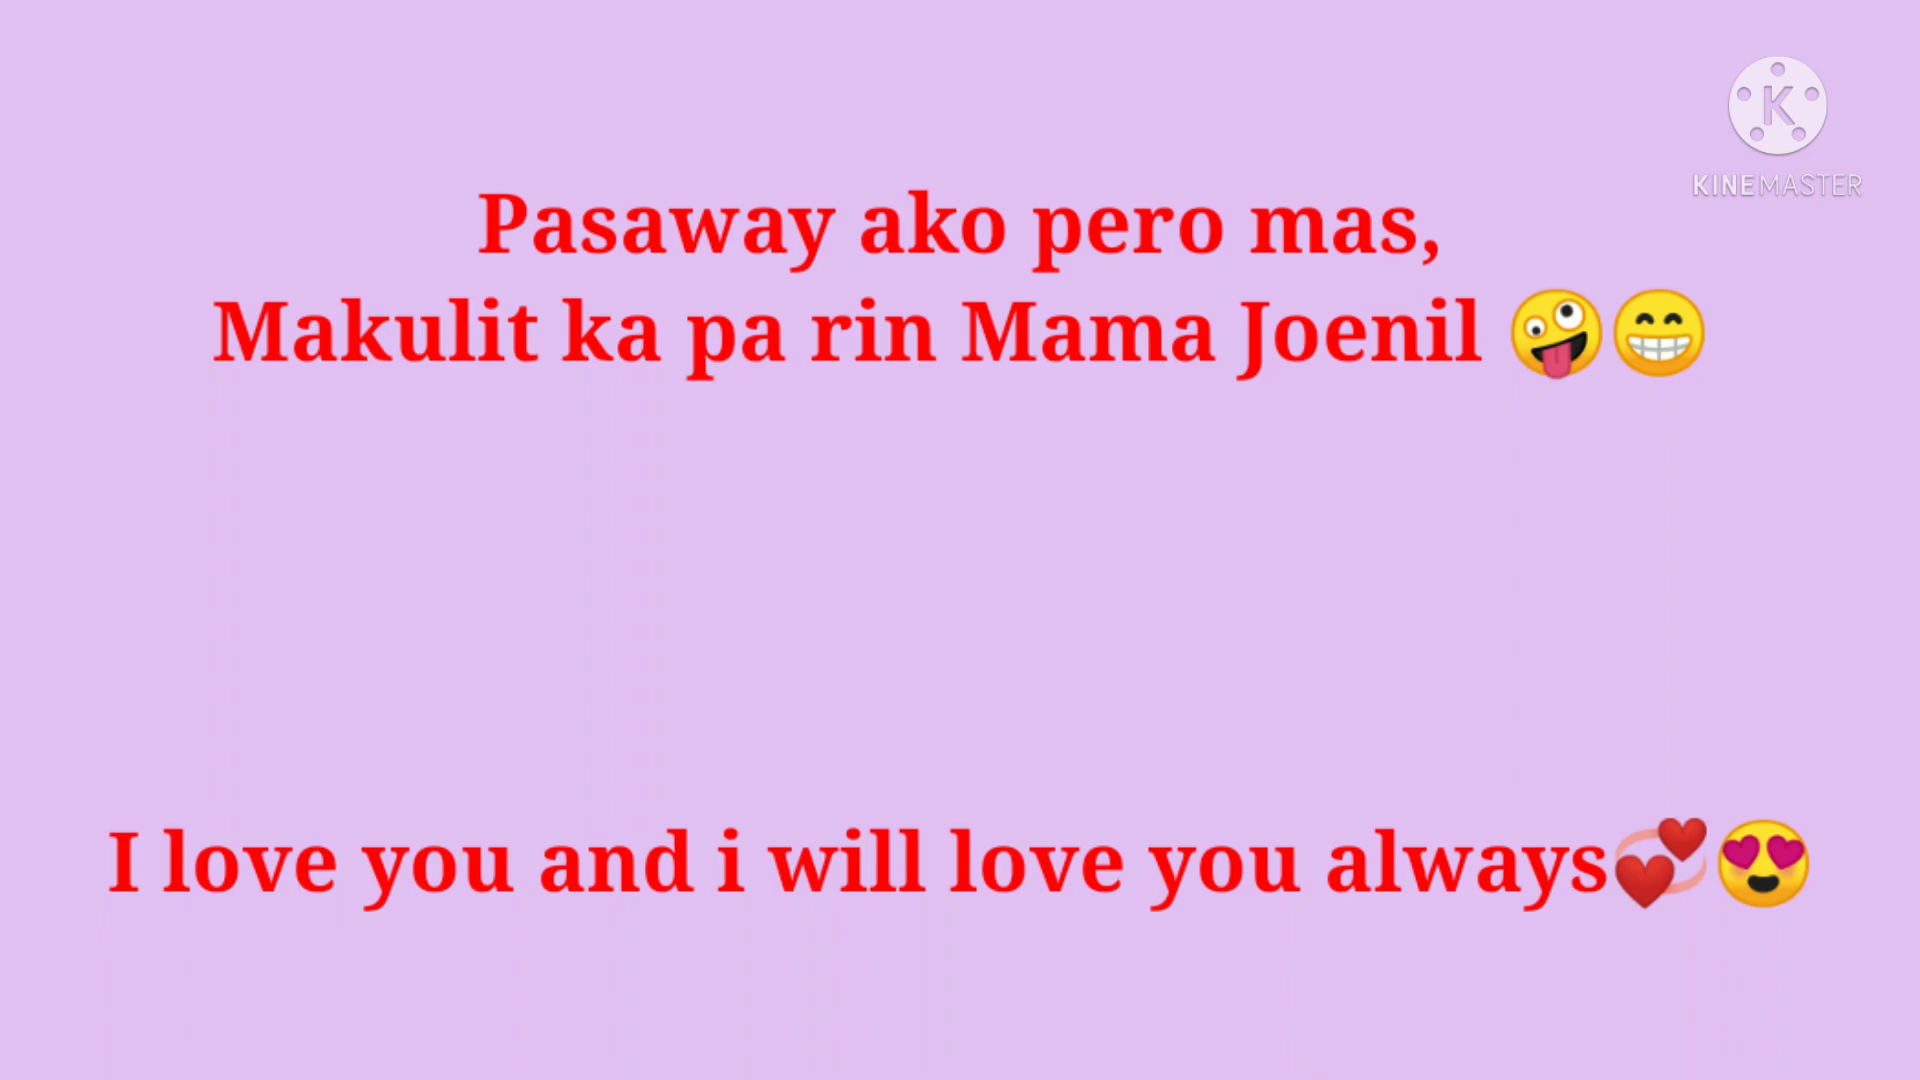 K
KINEMASTER
Pasaway ako pero mas,
Makulit ka pa rin Mama Joenil 🤪😁
I love you and i will love you always💞😍